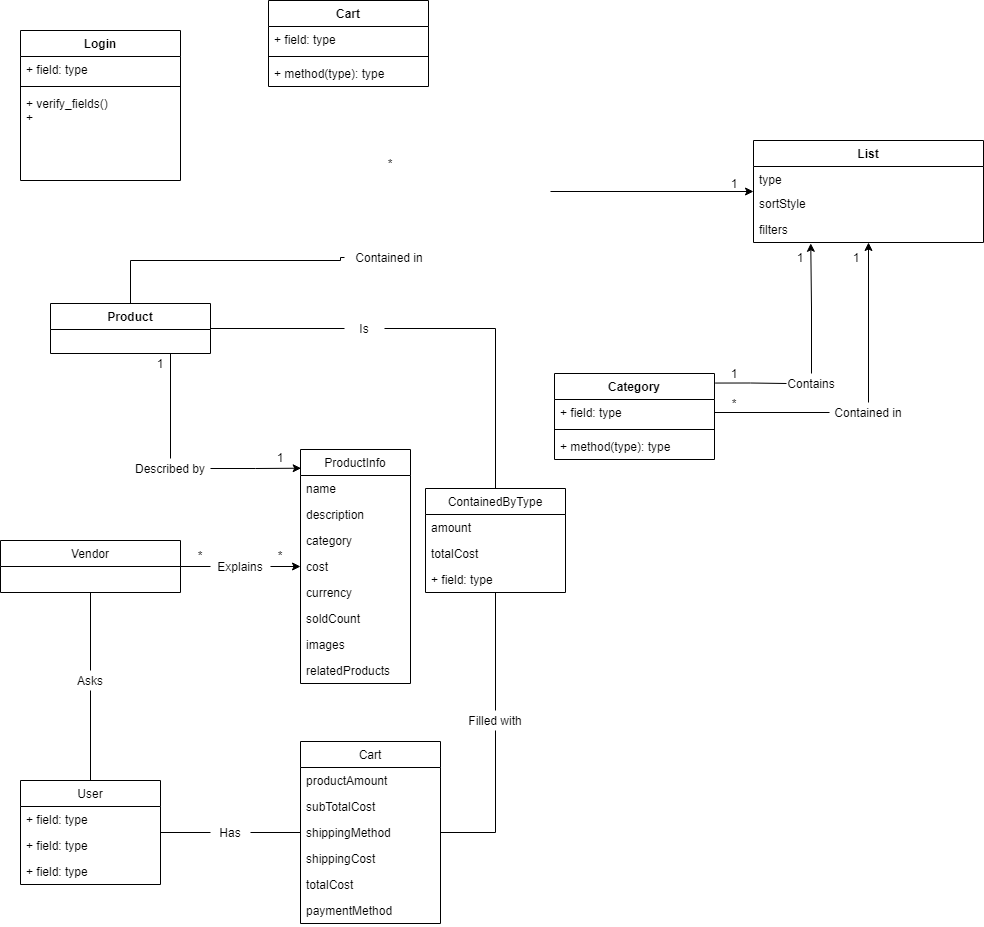 Cart
+ field: type
+ method(type): type
Login
+ field: type
+ verify_fields()
+
*
List
type
sortStyle
filters
1
1
1
Contained in
Product
1
Is
Category
+ field: type
+ method(type): type
1
*
Contains
Contained in
Described by
1
ProductInfo
name
description
category
cost
currency
soldCount
images
relatedProducts
ContainedByType
amount
totalCost
+ field: type
Vendor
*
Explains
*
Asks
Filled with
User
+ field: type
+ field: type
+ field: type
Has
Cart
productAmount
subTotalCost
shippingMethod
shippingCost
totalCost
paymentMethod